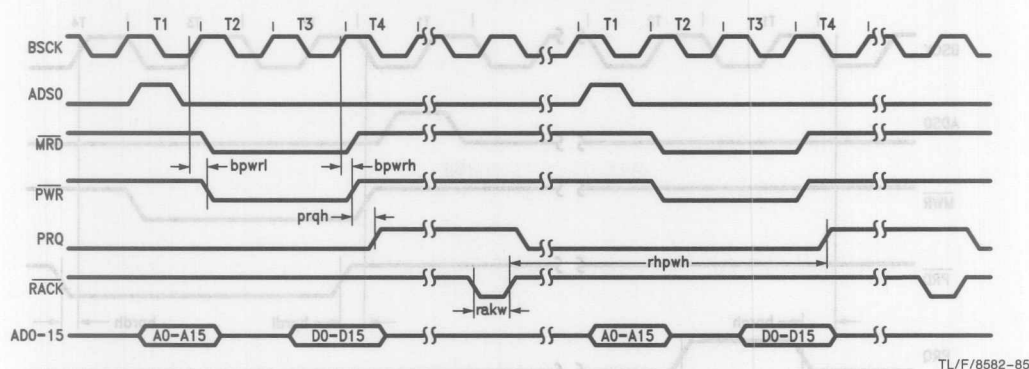 T1 T2 T3 T4 T1 T2 T3 T4
BSCK
ADS0
MRD
bpwrl bpwrh
PWR
prqh
PRQ
rhpwh
RACK
rakw
AD0-15 A0-A15 D0-D15 A0-A15 D0-D15
TL/F/8582-85